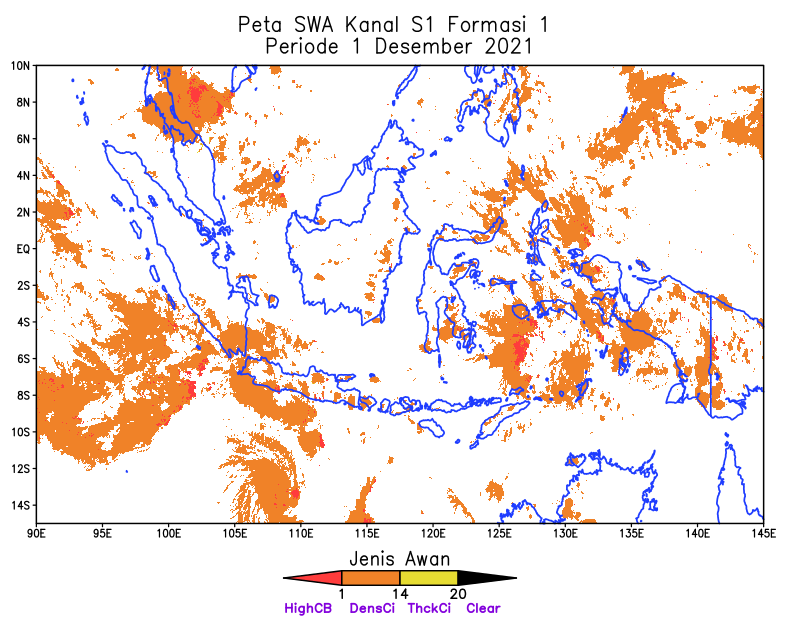 Peta SWA Kanal S1 Formasi 1
Periode 1 Desember 2021
10N
8N
6N
4N
2N
EQ
2S
4S
6S
8S
10S
12S
14S
90E 95E 100E 105E 110E 115E 120E 125E 130E 135E 140E 145E
Jenis Awan
1 14 20
HighCB DensCi ThckCi Clear